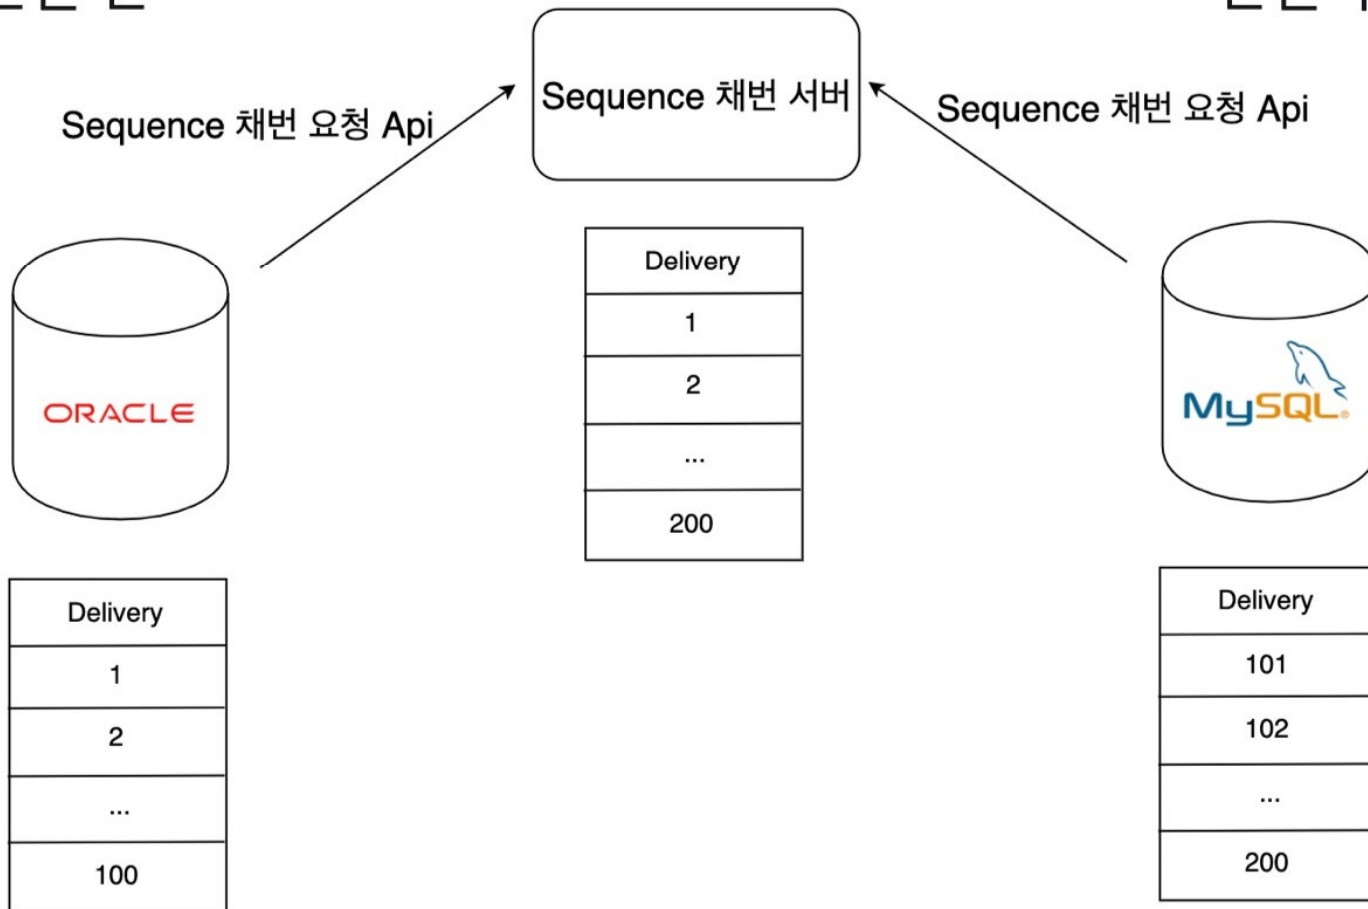 Sequence 채번 서버
Sequence 채번 요청 Api
Sequence 채번 요청 Api
ORACLE
MySQL®
Delivery
1
2
...
200
Delivery
1
2
...
100
Delivery
101
102
...
200